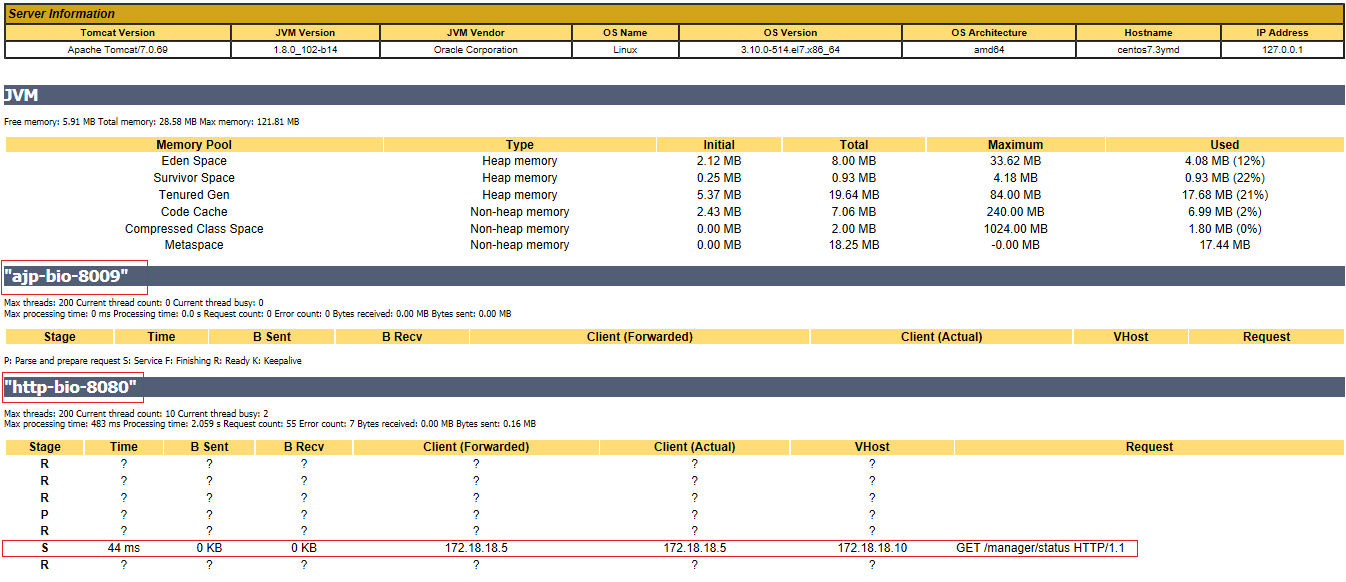 Server Information
Tomcat Version JVM Version JVM Vendor OS Name OS Version OS Architecture Hostname IP Address
Apache Tomcat/7.0.69 1.8.0_102-b14 Oracle Corporation Linux 3.10.0-514.el7.x86_64 amd64 centos7.3ymd 127.0.0.1
JVM
Free memory: 5.91 MB Total memory: 28.58 MB Max memory: 121.81 MB
Memory Pool Type Initial Total Maximum Used
Eden Space Heap memory 2.12 MB 8.00 MB 33.62 MB 4.08 MB (12%)
Survivor Space Heap memory 0.25 MB 0.93 MB 4.18 MB 0.93 MB (22%)
Tenured Gen Heap memory 5.37 MB 19.64 MB 84.00 MB 17.68 MB (21%)
Code Cache Non-heap memory 2.43 MB 7.06 MB 240.00 MB 6.99 MB (2%)
Compressed Class Space Non-heap memory 0.00 MB 2.00 MB 1024.00 MB 1.80 MB (0%)
Metaspace Non-heap memory 0.00 MB 18.25 MB -0.00 MB 17.44 MB
"ajp-bio-8009"
Max threads: 200 Current thread count: 0 Current thread busy: 0
Max processing time: 0 ms Processing time: 0.0 s Request count: 0 Error count: 0 Bytes received: 0.00 MB Bytes sent: 0.00 MB
Stage Time B Sent B Recv Client (Forwarded) Client (Actual) VHost Request
P: Parse and prepare request S: Service F: Finishing R: Ready K: Keepalive
"http-bio-8080"
Max threads: 200 Current thread count: 10 Current thread busy: 2
Max processing time: 483 ms Processing time: 2.059 s Request count: 55 Error count: 7 Bytes received: 0.00 MB Bytes sent: 0.16 MB
Stage Time B Sent B Recv Client (Forwarded) Client (Actual) VHost Request
R ? ? ? ? ? ?
R ? ? ? ? ? ?
R ? ? ? ? ? ?
P ? ? ? ? ? ?
R ? ? ? ? ? ?
S 44 ms 0 KB 0 KB 172.18.18.5 172.18.18.5 172.18.18.10 GET /manager/status HTTP/1.1
R ? ? ? ? ? ?